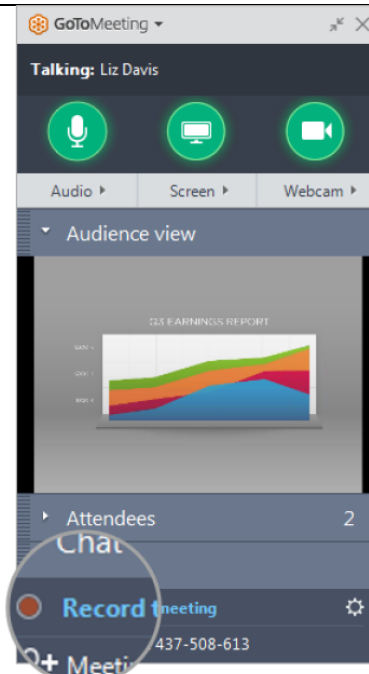 GoToMeeting
Talking: Liz Davis
Audio Screen Webcam
Audience view
Q3 EARNINGS REPORT
Attendees 2
Chat
Record t meeting
Meeti 437-508-613